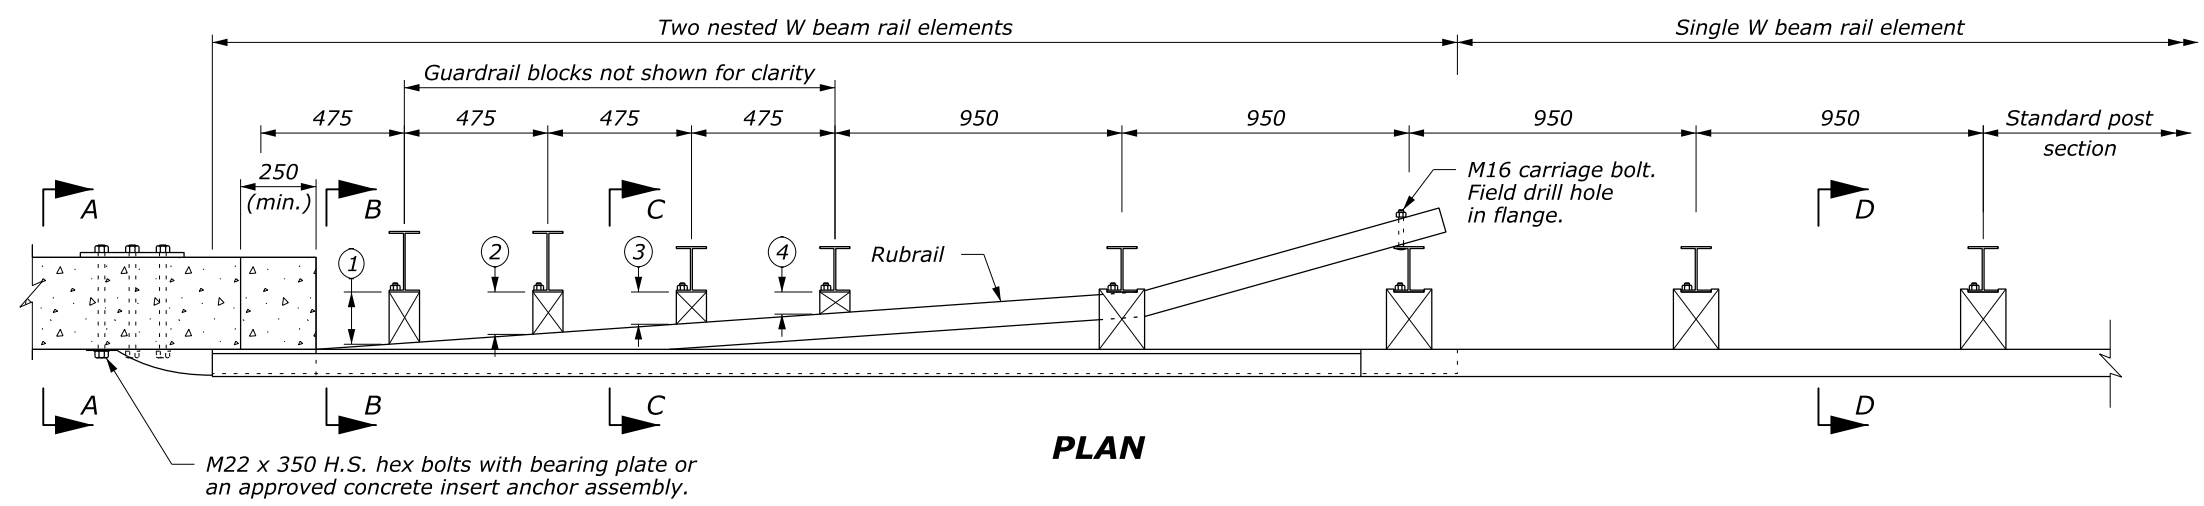 Two nested W beam rail elements
Single W beam rail element
Guardrail blocks not shown for clarity
475
475
475
475
950
950
950
950
Standard post
section
250
(min.)
M16 carriage bolt.
Field drill hole
in flange.
A
B
C
D
1
2
3
4
Rubrail
A
B
C
D
PLAN
M22 x 350 H.S. hex bolts with bearing plate or
an approved concrete insert anchor assembly.